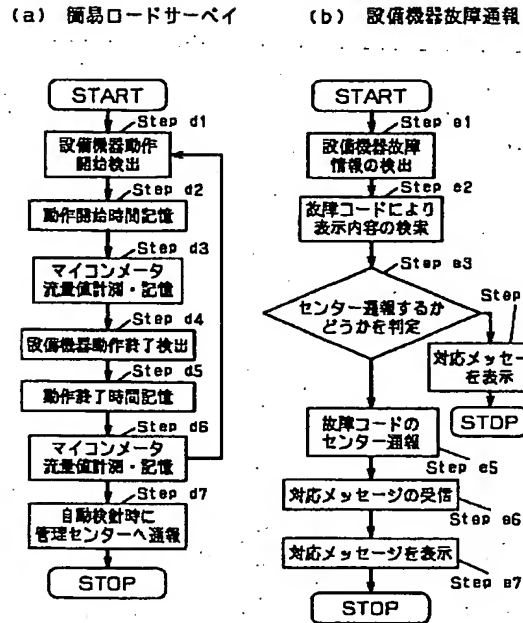 (a) 簡易ロードサーベイ
START
Step d1
設備機器動作
開始検出
Step d2
動作開始時間記憶
Step d3
マイコンメータ
流量値計測・記憶
Step d4
設備機器動作終了検出
Step d5
動作終了時間記憶
Step d6
マイコンメータ
流量値計測・記憶
Step d7
自動検針時に
管理センターへ通報
STOP
(b) 設備機器故障通報
START
Step e1
設備機器故障
情報の検出
Step e2
故障コードにより
表示内容の検索
Step e3
センター通報するか
どうかを判定
Step
対応メッセー
を表示
STOP
故障コードの
センター通報
Step e5
対応メッセージの受信
Step e6
対応メッセージを表示
Step e7
STOP